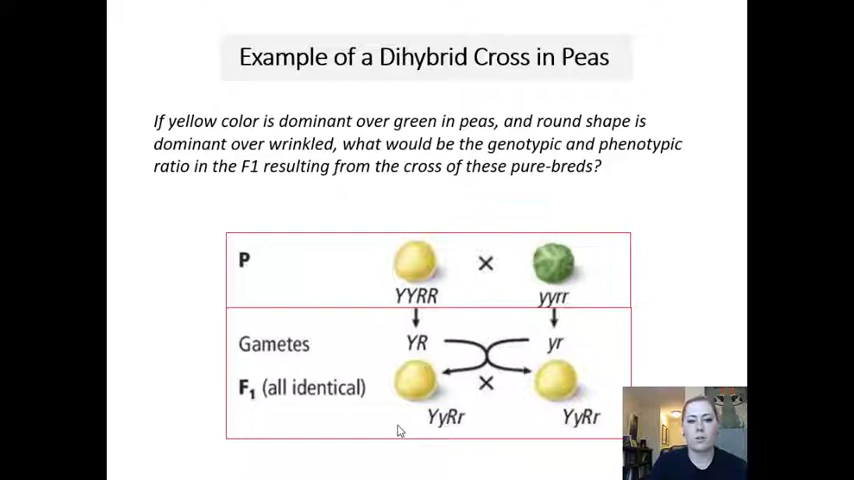 Example of a Dihybrid Cross in Peas
If yellow color is dominant over green in peas, and round shape is
dominant over wrinkled, what would be the genotypic and phenotypic
ratio in the F1 resulting from the cross of these pure-breds?
P ×
YYRR yyrr
Gametes YR yr
F₁ (all identical) ×
YyRr YyRr